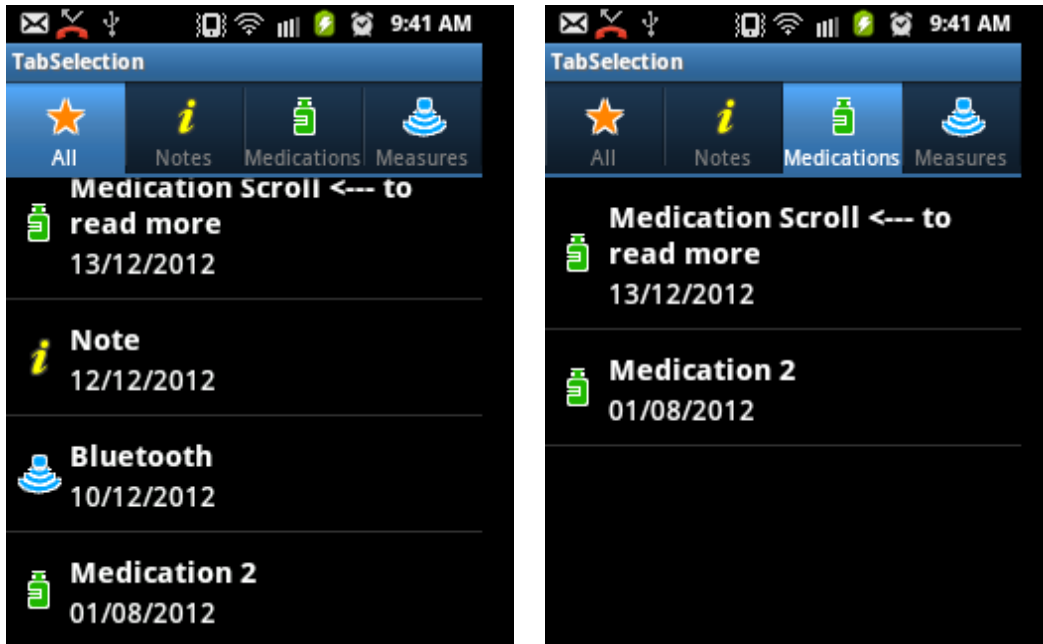 9:41 AM
TabSelection
All Notes Medications Measures
Medication Scroll <--- to
read more
13/12/2012
Note
12/12/2012
Bluetooth
10/12/2012
Medication 2
01/08/2012
9:41 AM
TabSelection
All Notes Medications Measures
Medication Scroll <--- to
read more
13/12/2012
Medication 2
01/08/2012